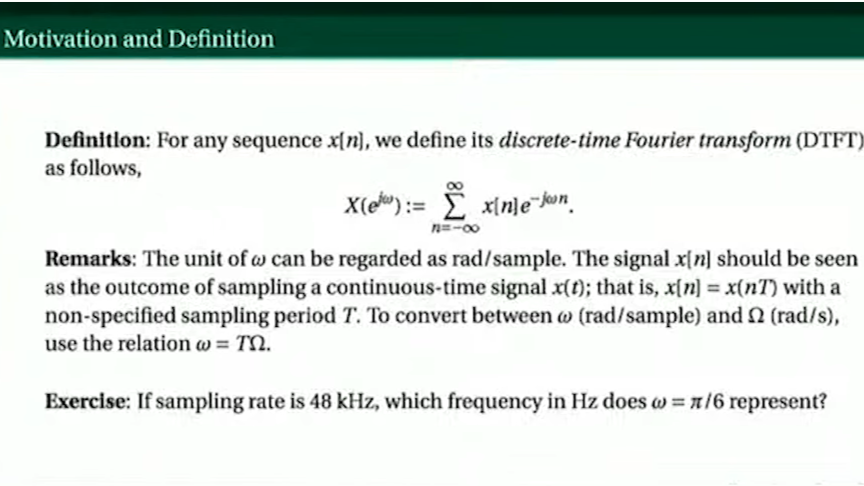 Motivation and Definition
Definition: For any sequence x[n], we define its discrete-time Fourier transform (DTFT)
as follows,
X(e^{jω}) := ∑_{n=-∞}^{∞} x[n]e^{-jωn}.
Remarks: The unit of ω can be regarded as rad/sample. The signal x[n] should be seen
as the outcome of sampling a continuous-time signal x(t); that is, x[n] = x(nT) with a
non-specified sampling period T. To convert between ω (rad/sample) and Ω (rad/s),
use the relation ω = TΩ.
Exercise: If sampling rate is 48 kHz, which frequency in Hz does ω = π/6 represent?